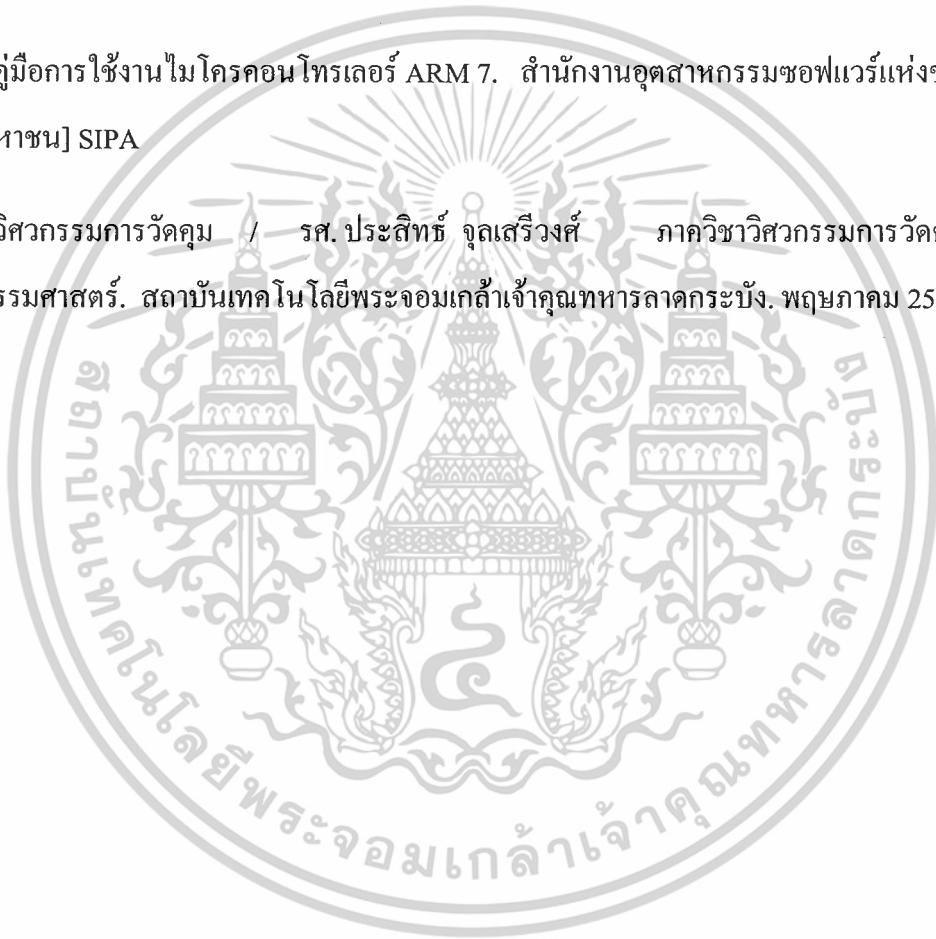 คู่มือการใช้งานไมโครคอนโทรเลอร์ ARM 7. สำนักงานอุตสาหกรรมซอฟแวร์แห่งช
หาชน] SIPA
วิศวกรรมการวัดคุม / รศ. ประสิทธ์ จุลเสรีวงศ์ ภาควิชาวิศวกรรมการวัดค
รรมศาสตร์. สถาบันเทคโนโลยีพระจอมเกล้าเจ้าคุณทหารลาดกระบัง. พฤษภาคม 25
สถาบันเทคโนโลยีพระจอมเกล้าเจ้าคุณทหารลาดกระบัง